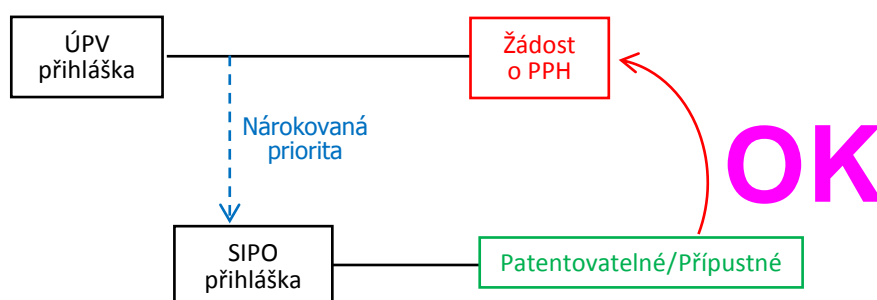 ÚPV
přihláška
Žádost
o PPH
Nárokovaná
priorita
OK
SIPO
přihláška
Patentovatelné/Přípustné